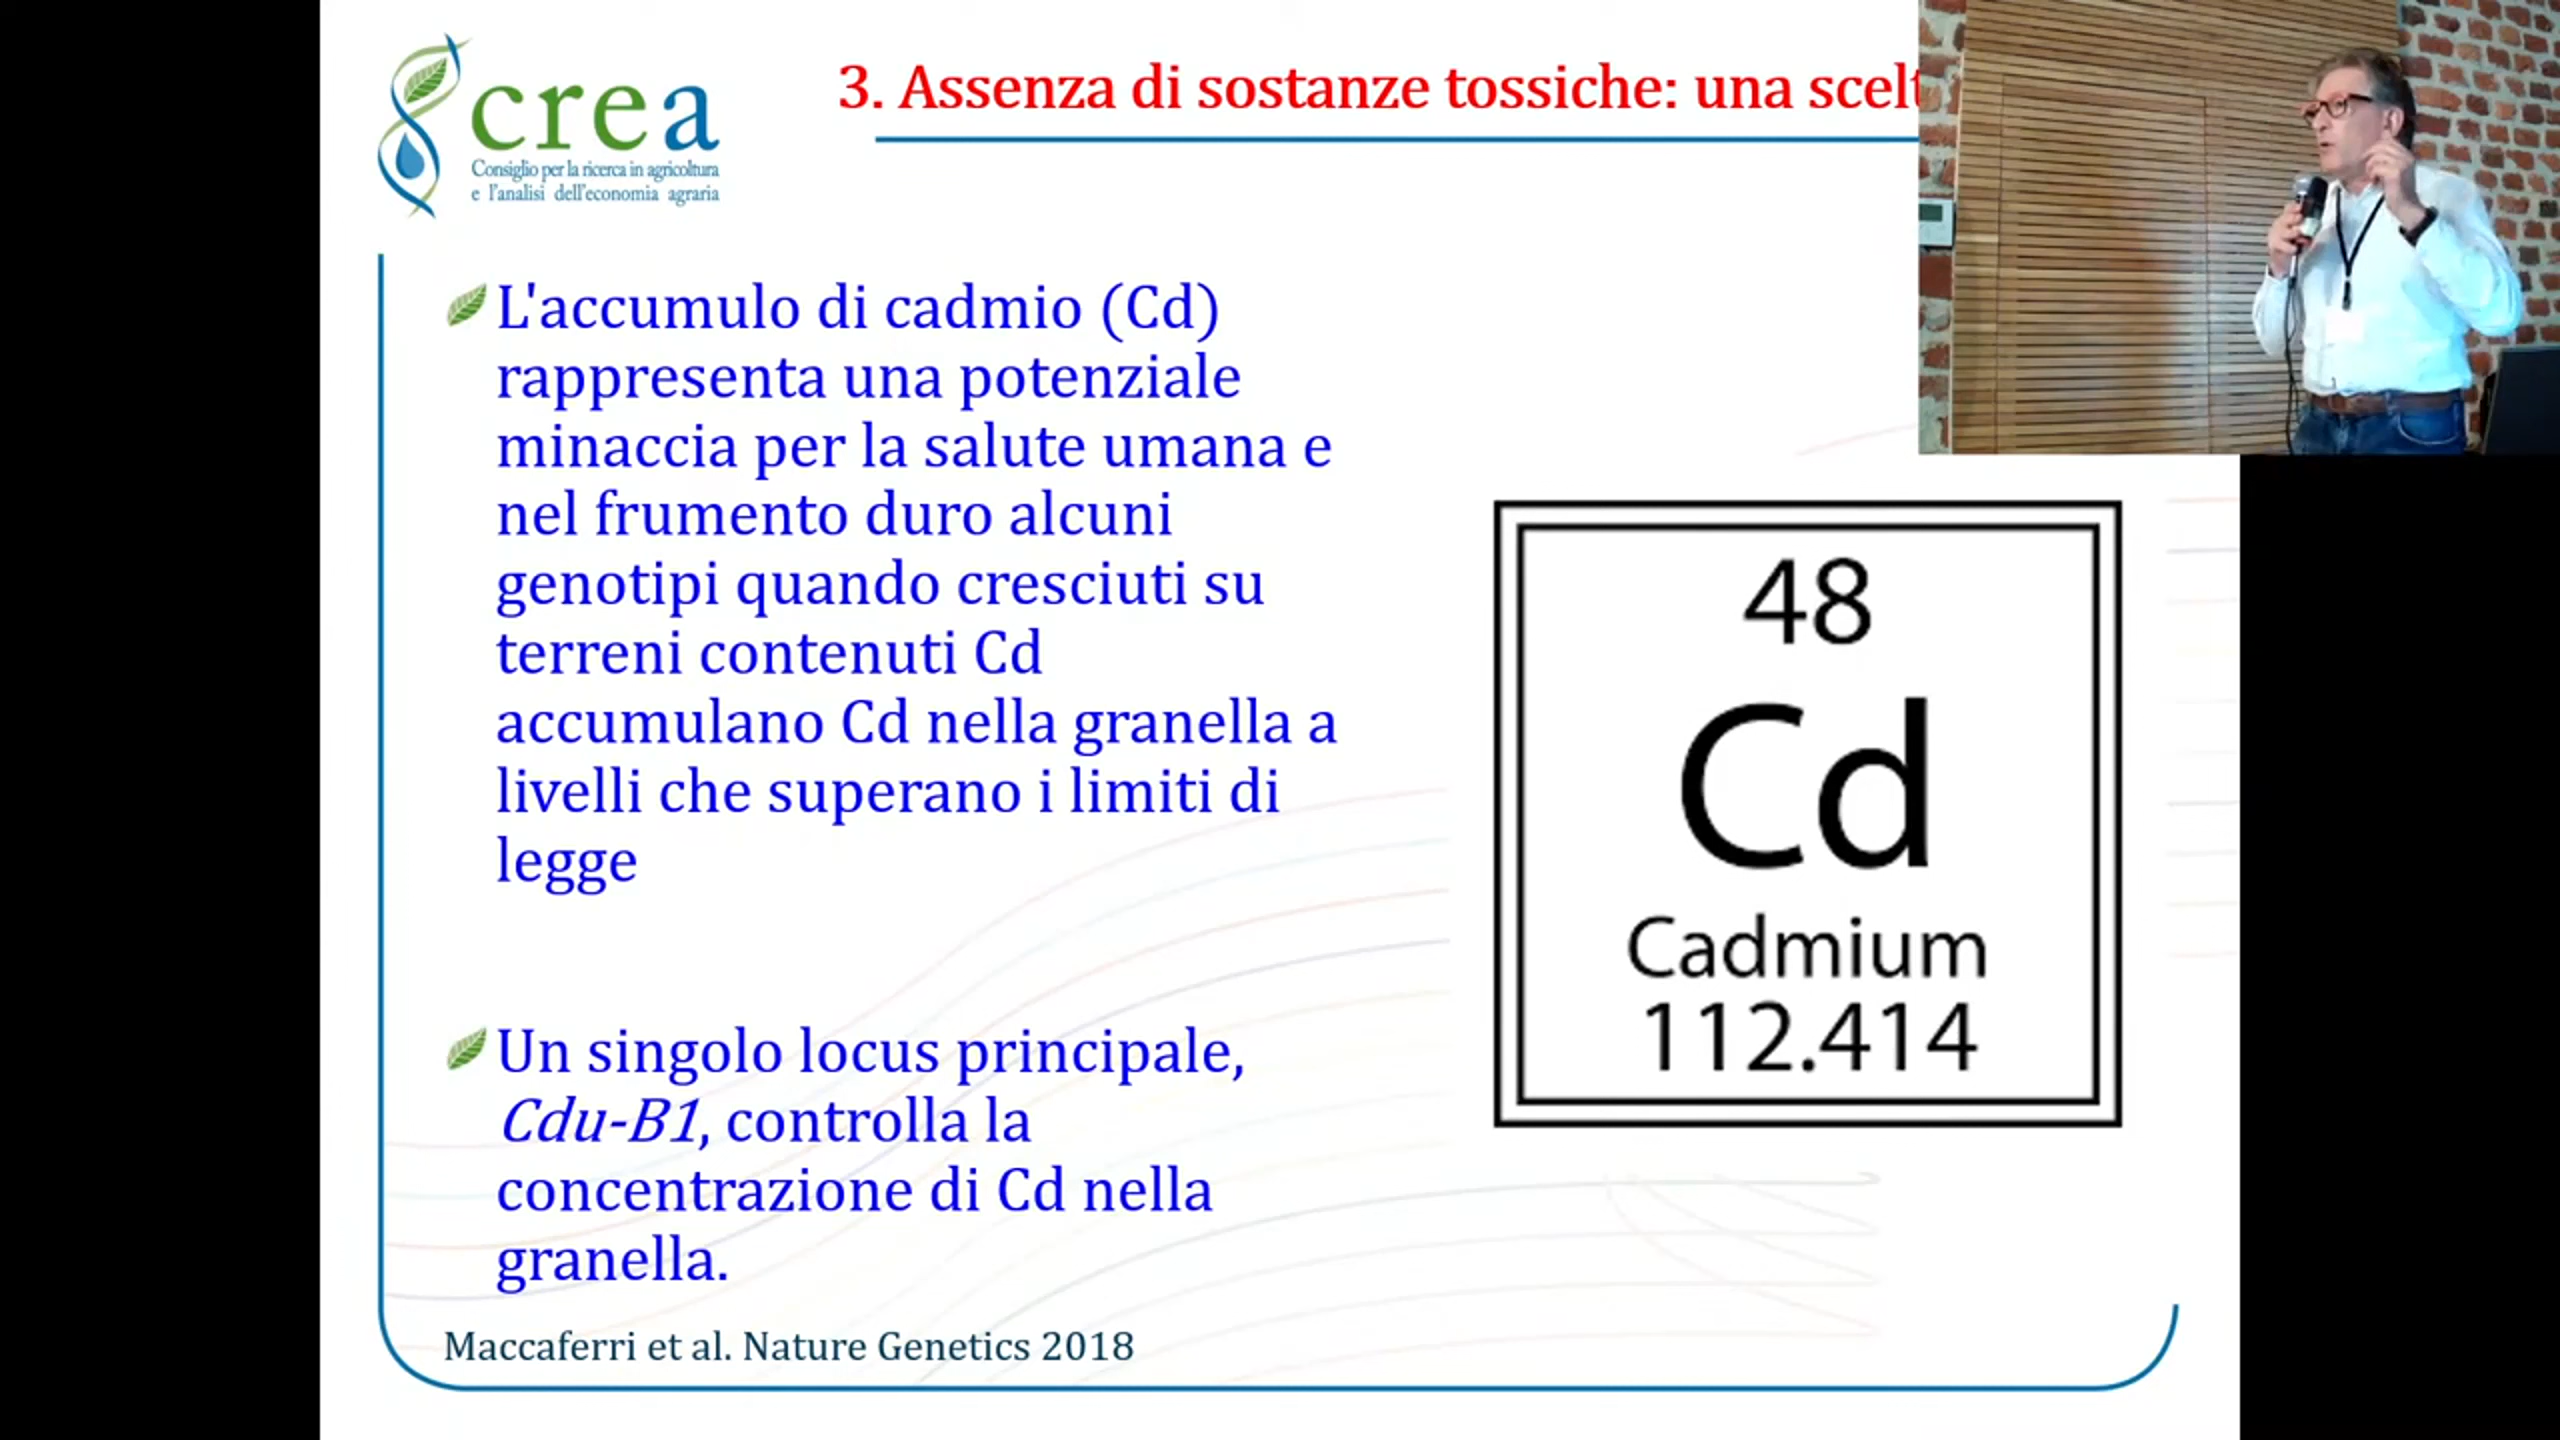 crea
Consiglio per la ricerca in agricoltura
e l'analisi dell'economia agraria
3. Assenza di sostanze tossiche: una
L'accumulo di cadmio (Cd)
rappresenta una potenziale
minaccia per la salute umana e
nel frumento duro alcuni
genotipi quando cresciuti su
terreni contenuti Cd
accumulano Cd nella granella a
livelli che superano i limiti di
legge
Un singolo locus principale,
Cdu-B1, controlla la
concentrazione di Cd nella
granella.
Maccaferri et al. Nature Genetics 2018
48
Cd
Cadmium
112.414